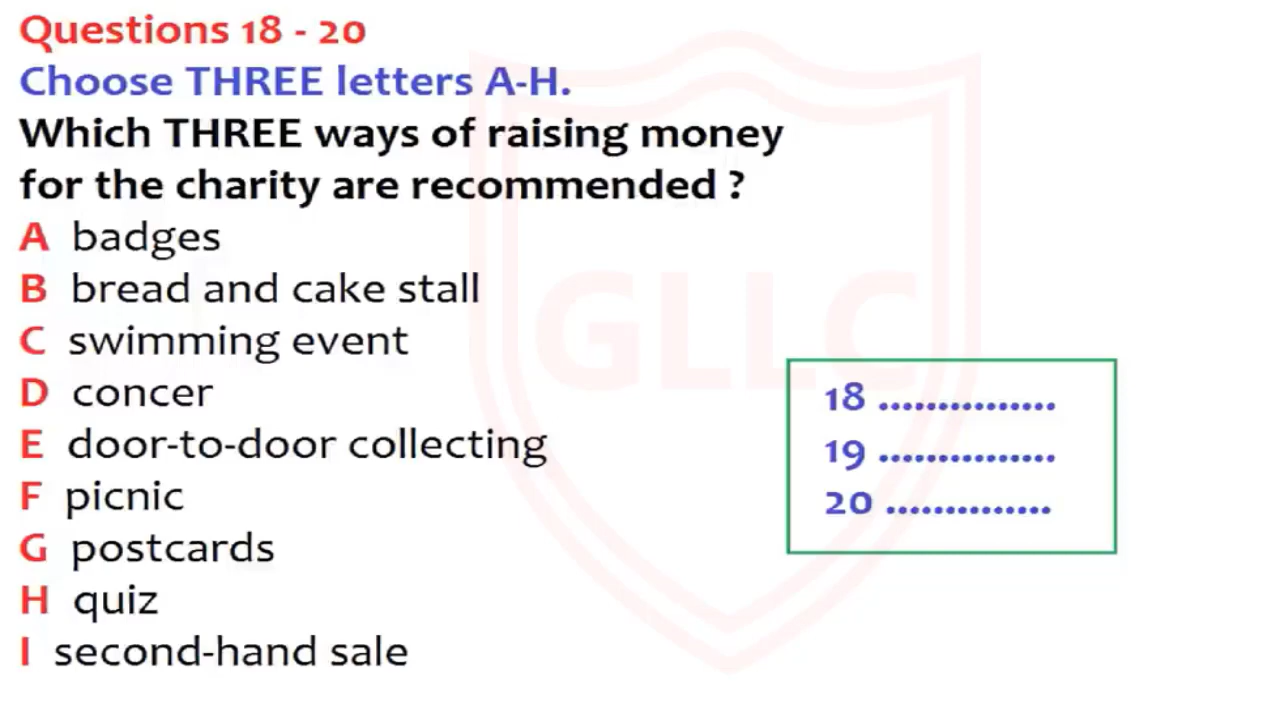 Questions 18 - 20
Choose THREE letters A-H.
Which THREE ways of raising money
for the charity are recommended ?
A badges
B bread and cake stall
C swimming event
D concer
E door-to-door collecting
F picnic
G postcards
H quiz
I second-hand sale
GLLC
18 ...............
19 ...............
20 ..............